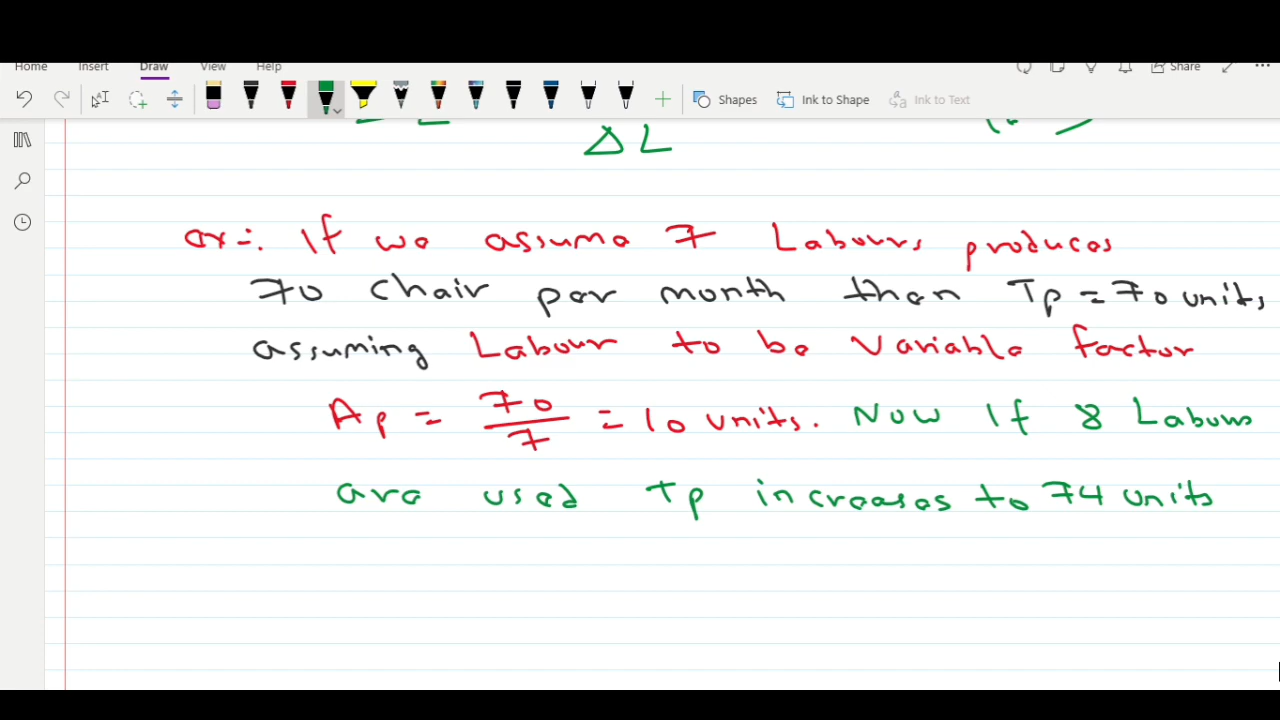 Home Insert Draw View Help Share
Shapes Ink to Shape Ink to Text
ΔL
ex:- If we assume 7 Labours produces
70 chair per month then TP = 70 units
assuming Labour to be Variable factor
AP = 70/7 = 10 units. Now If 8 Labours
are used TP increases to 74 units